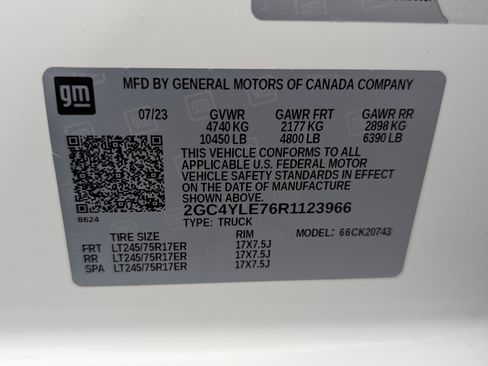 gm
MFD BY GENERAL MOTORS OF CANADA COMPANY
07/23 GVWR GAWR FRT GAWR RR
4740 KG 2177 KG 2898 KG
10450 LB 4800 LB 6390 LB
THIS VEHICLE CONFORMS TO ALL
APPLICABLE U.S. FEDERAL MOTOR
VEHICLE SAFETY STANDARDS IN EFFECT
ON THE DATE OF MANUFACTURE
SHOWN ABOVE.
2GC4YLE76R1123966
8624
TYPE: TRUCK MODEL: 66CK20743
TIRE SIZE RIM
FRT LT245/75R17ER 17X7.5J
RR LT245/75R17ER 17X7.5J
SPA LT245/75R17ER 17X7.5J